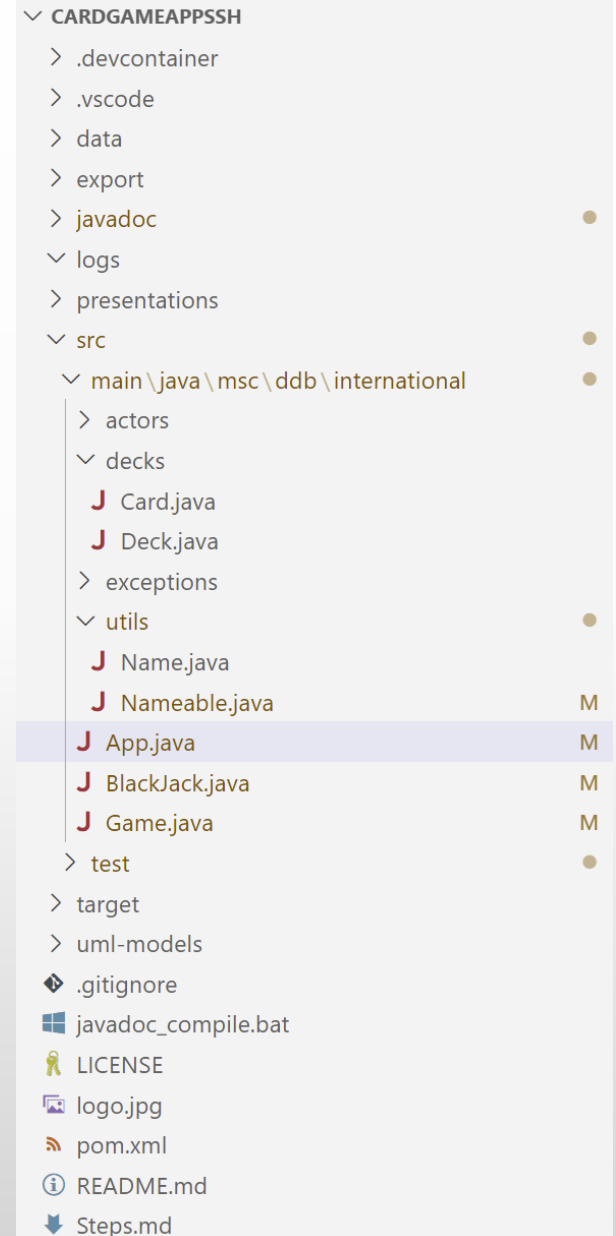 CARDGAMEAPPSSH
.devcontainer
.vscode
data
export
javadoc
logs
presentations
src
main\java\msc\ddb\international
actors
decks
J Card.java
J Deck.java
exceptions
utils
J Name.java
J Nameable.java M
J App.java M
J BlackJack.java M
J Game.java M
test
target
uml-models
.gitignore
javadoc_compile.bat
LICENSE
logo.jpg
pom.xml
README.md
Steps.md